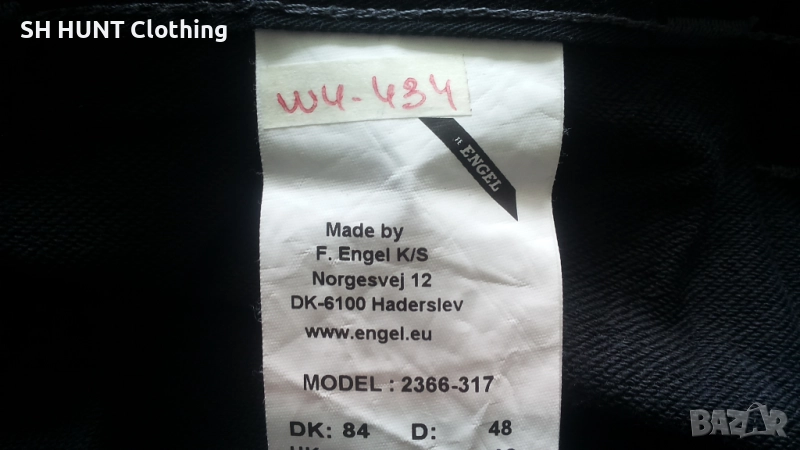 SH HUNT Clothing
W4-434
ENGEL
Made by
F. Engel K/S
Norgesvej 12
DK-6100 Haderslev
www.engel.eu
MODEL : 2366-317
DK: 84 D: 48
BAZAR